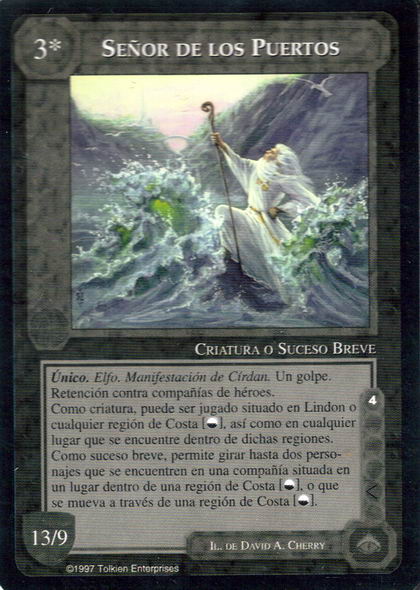 3*
SEÑOR DE LOS PUERTOS
CRIATURA O SUCESO BREVE
Único. Elfo. Manifestación de Círdan. Un golpe.
Retención contra compañías de héroes.
Como criatura, puede ser jugado situado en Lindon o
cualquier región de Costa [], así como en cualquier
lugar que se encuentre dentro de dichas regiones.
Como suceso breve, permite girar hasta dos perso-
najes que se encuentren en una compañía situada en
un lugar dentro de una región de Costa [], o que
se mueva a través de una región de Costa [].
4
13/9
IL. DE DAVID A. CHERRY
©1997 Tolkien Enterprises